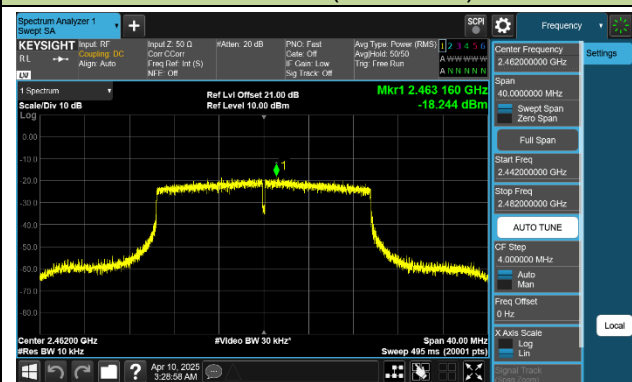 Spectrum Analyzer 1
Swept SA
+
SCPI
Frequency
KEYSIGHT
RL
Input: RF
Coupling: DC
Align: Auto
Input Z: 50 Ω
Corr CCorr
Freq Ref: Int (S)
NFE: Off
#Atten: 20 dB
PNO: Fast
Gate: Off
IF Gain: Low
Sig Track: Off
Avg Type: Power (RMS)
Avg|Hold: 50/50
Trig: Free Run
1 2 3 4 5 6
A W W W W W
A N N N N N
1 Spectrum
Scale/Div 10 dB
Log
Ref Lvl Offset 21.00 dB
Ref Level 10.00 dBm
Mkr1 2.463 160 GHz
-18.244 dBm
1
0.00
-10.0
-20.0
-30.0
-40.0
-50.0
-60.0
-70.0
-80.0
Center 2.46200 GHz
#Res BW 10 kHz
#Video BW 30 kHz*
Span 40.00 MHz
Sweep 495 ms (20001 pts)
Apr 10, 2025
3:28:58 AM
Center Frequency
2.462000000 GHz
Span
40.0000000 MHz
Swept Span
Zero Span
Full Span
Start Freq
2.442000000 GHz
Stop Freq
2.482000000 GHz
AUTO TUNE
CF Step
4.000000 MHz
Auto
Man
Freq Offset
0 Hz
X Axis Scale
Log
Lin
Signal Track
(Span Zoom)
Settings
Local